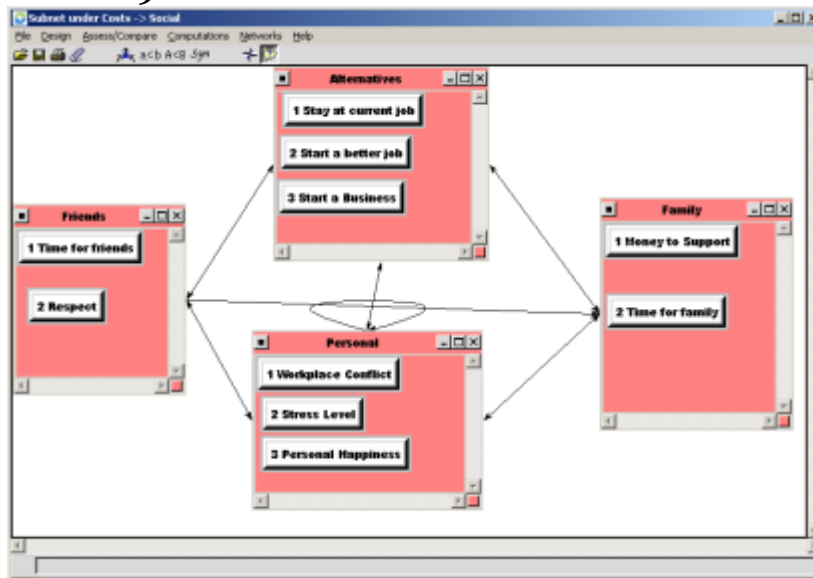 Subnet under Costs -> Social
File Design Assess/Compare Computations Networks Help
a<b A<B Syn
Alternatives
1 Stay at current job
2 Start a better job
3 Start a Business
Friends
1 Time for friends
2 Respect
Family
1 Money to Support
2 Time for family
Personal
1 Workplace Conflict
2 Stress Level
3 Personal Happiness